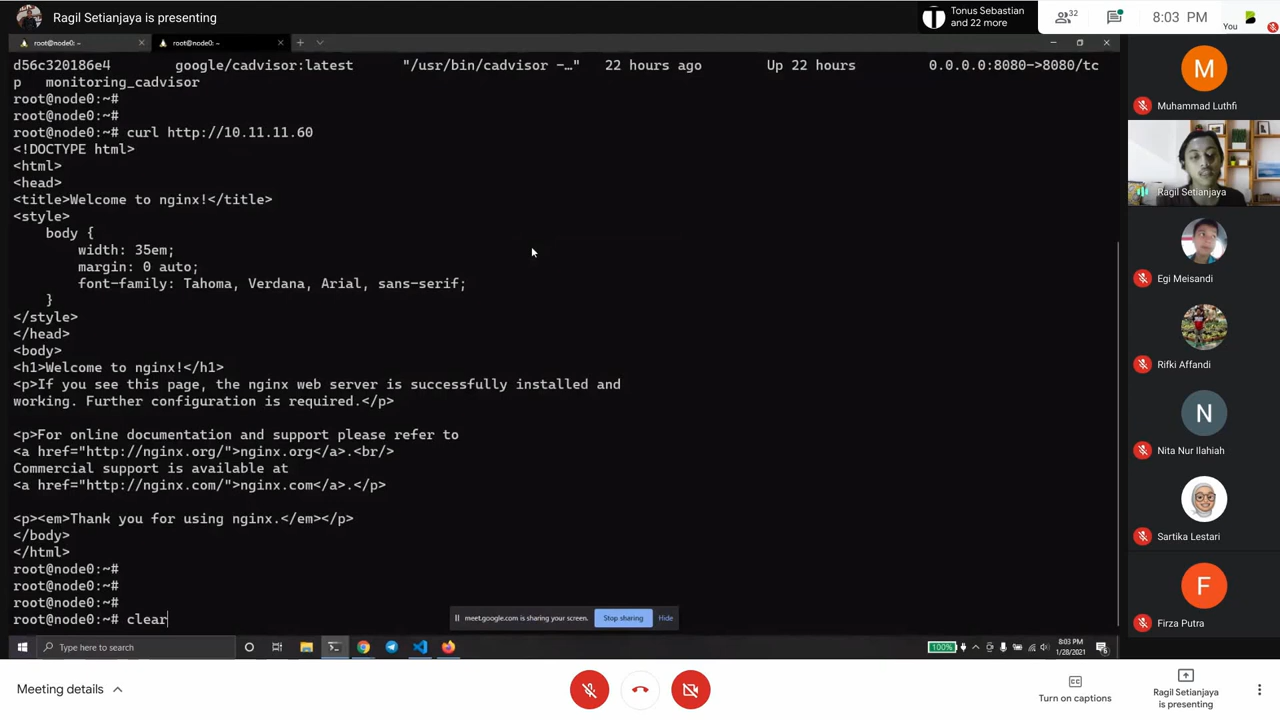 Ragil Setianjaya is presenting
Tonus Sebastian
and 22 more
32
8:03 PM
You
root@node0: ~
root@node0: ~
d56c320186e4 google/cadvisor:latest "/usr/bin/cadvisor -…" 22 hours ago Up 22 hours 0.0.0.0:8080->8080/tc
p monitoring_cadvisor
root@node0:~#
root@node0:~#
root@node0:~# curl http://10.11.11.60
<!DOCTYPE html>
<html>
<head>
<title>Welcome to nginx!</title>
<style>
body {
width: 35em;
margin: 0 auto;
font-family: Tahoma, Verdana, Arial, sans-serif;
}
</style>
</head>
<body>
<h1>Welcome to nginx!</h1>
<p>If you see this page, the nginx web server is successfully installed and
working. Further configuration is required.</p>
<p>For online documentation and support please refer to
<a href="http://nginx.org/">nginx.org</a>.<br/>
Commercial support is available at
<a href="http://nginx.com/">nginx.com</a>.</p>
<p><em>Thank you for using nginx.</em></p>
</body>
</html>
root@node0:~#
root@node0:~#
root@node0:~#
root@node0:~# clear
meet.google.com is sharing your screen.
Stop sharing
Hide
Type here to search
100%
8:03 PM
1/28/2021
M
Muhammad Luthfi
Ragil Setianjaya
Egi Meisandi
Rifki Affandi
N
Nita Nur Ilahiah
Sartika Lestari
F
Firza Putra
Meeting details
Turn on captions
Ragil Setianjaya
is presenting